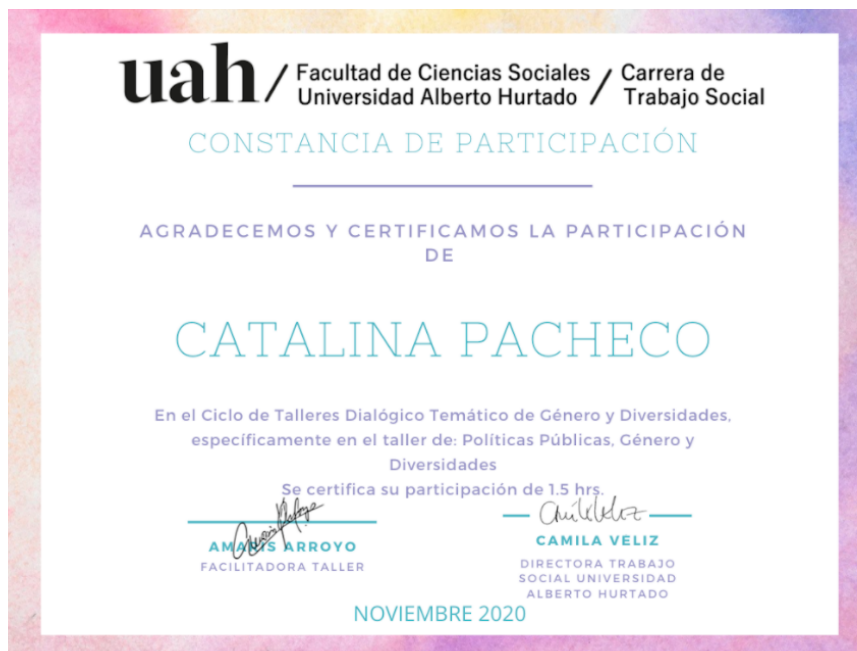 uah / Facultad de Ciencias Sociales / Carrera de
Universidad Alberto Hurtado / Trabajo Social
CONSTANCIA DE PARTICIPACIÓN
AGRADECEMOS Y CERTIFICAMOS LA PARTICIPACIÓN
DE
CATALINA PACHECO
En el Ciclo de Talleres Dialógico Temático de Género y Diversidades,
específicamente en el taller de: Políticas Públicas, Género y
Diversidades
Se certifica su participación de 1.5 hrs.
ARROYO
FACILITADORA TALLER
CAMILA VELIZ
DIRECTORA TRABAJO
SOCIAL UNIVERSIDAD
ALBERTO HURTADO
NOVIEMBRE 2020